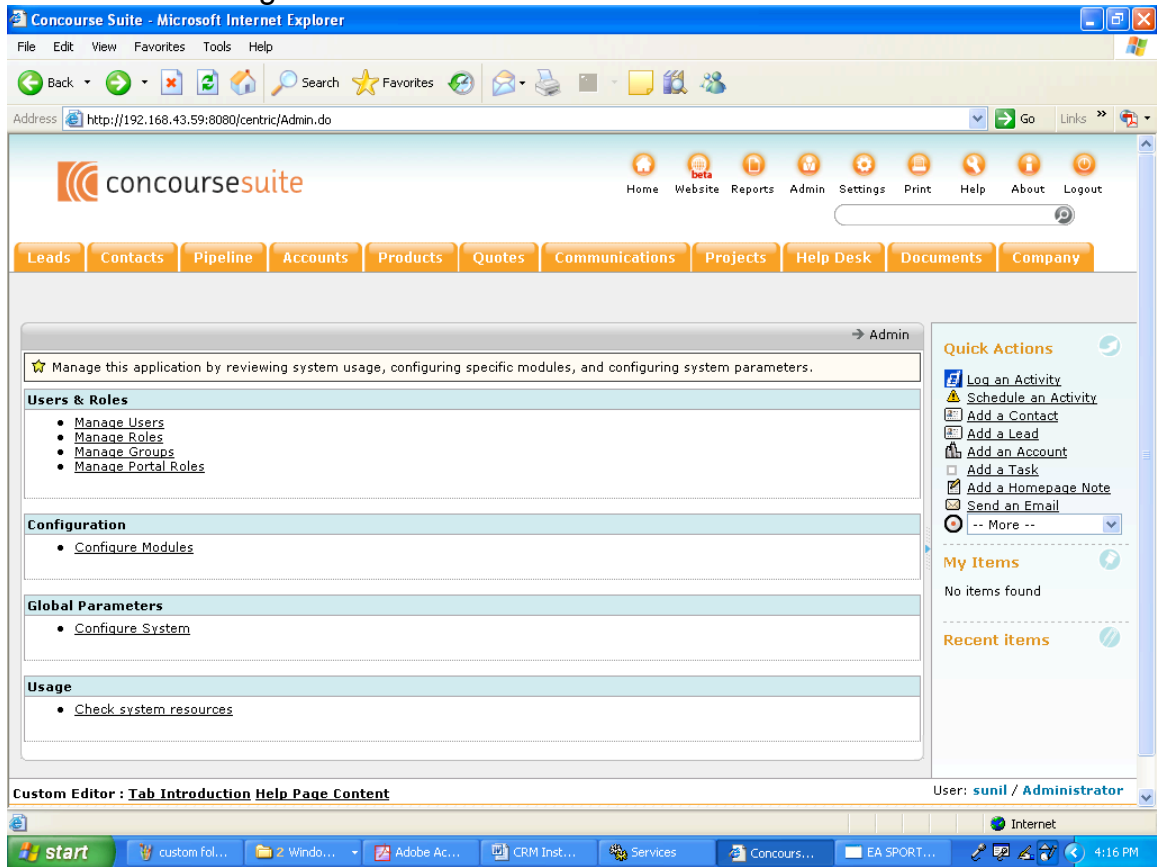 Concourse Suite - Microsoft Internet Explorer
File Edit View Favorites Tools Help
Back Search Favorites
Address http://192.168.43.59:8080/centric/Admin.do Go Links »
concoursesuite
beta
Home Website Reports Admin Settings Print Help About Logout
Leads Contacts Pipeline Accounts Products Quotes Communications Projects Help Desk Documents Company
→ Admin
Manage this application by reviewing system usage, configuring specific modules, and configuring system parameters.
Users & Roles
• Manage Users
• Manage Roles
• Manage Groups
• Manage Portal Roles
Configuration
• Configure Modules
Global Parameters
• Configure System
Usage
• Check system resources
Quick Actions
Log an Activity
Schedule an Activity
Add a Contact
Add a Lead
Add an Account
Add a Task
Add a Homepage Note
Send an Email
-- More --
My Items
No items found
Recent items
Custom Editor : Tab Introduction Help Page Content
User: sunil / Administrator
Internet
start custom fol... 2 Windo... Adobe Ac... CRM Inst... Services Concours... EA SPORT... 4:16 PM